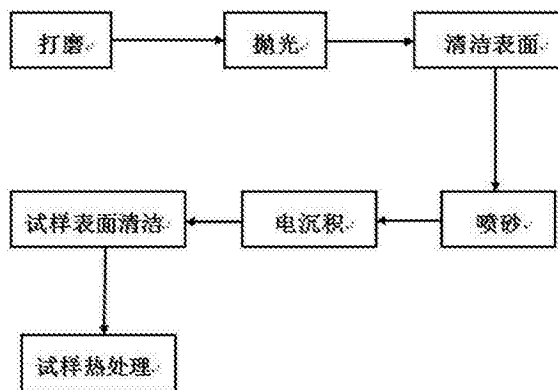 打磨
抛光
清洁表面
喷砂
电沉积
试样表面清洁
试样热处理